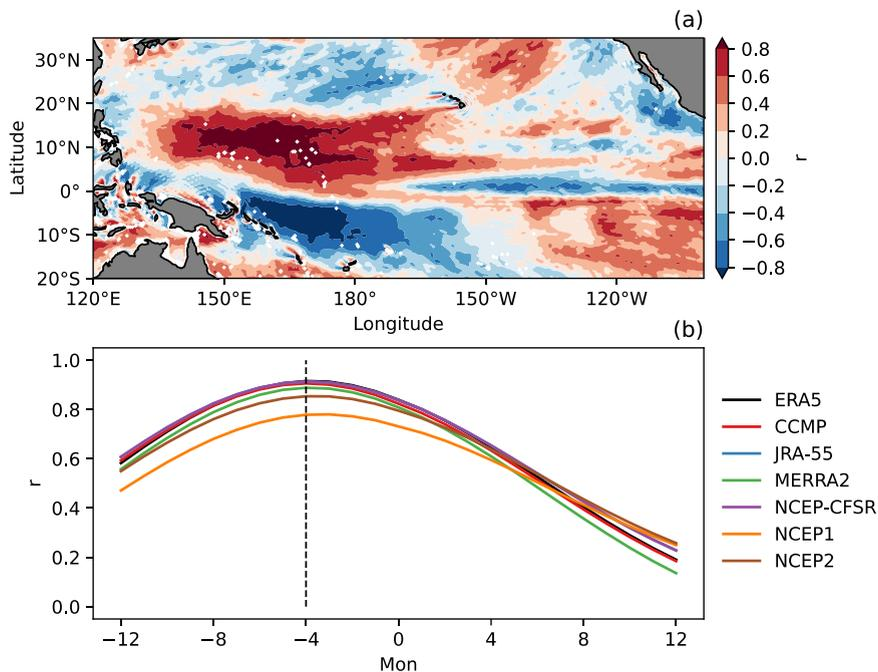 (a)
30°N
20°N
10°N
0°
10°S
20°S
Latitude
120°E
150°E
180°
150°W
120°W
Longitude
0.8
0.6
0.4
0.2
0.0
−0.2
−0.4
−0.6
−0.8
r
(b)
1.0
0.8
0.6
0.4
0.2
0.0
r
−12
−8
−4
0
4
8
12
Mon
ERA5
CCMP
JRA-55
MERRA2
NCEP-CFSR
NCEP1
NCEP2